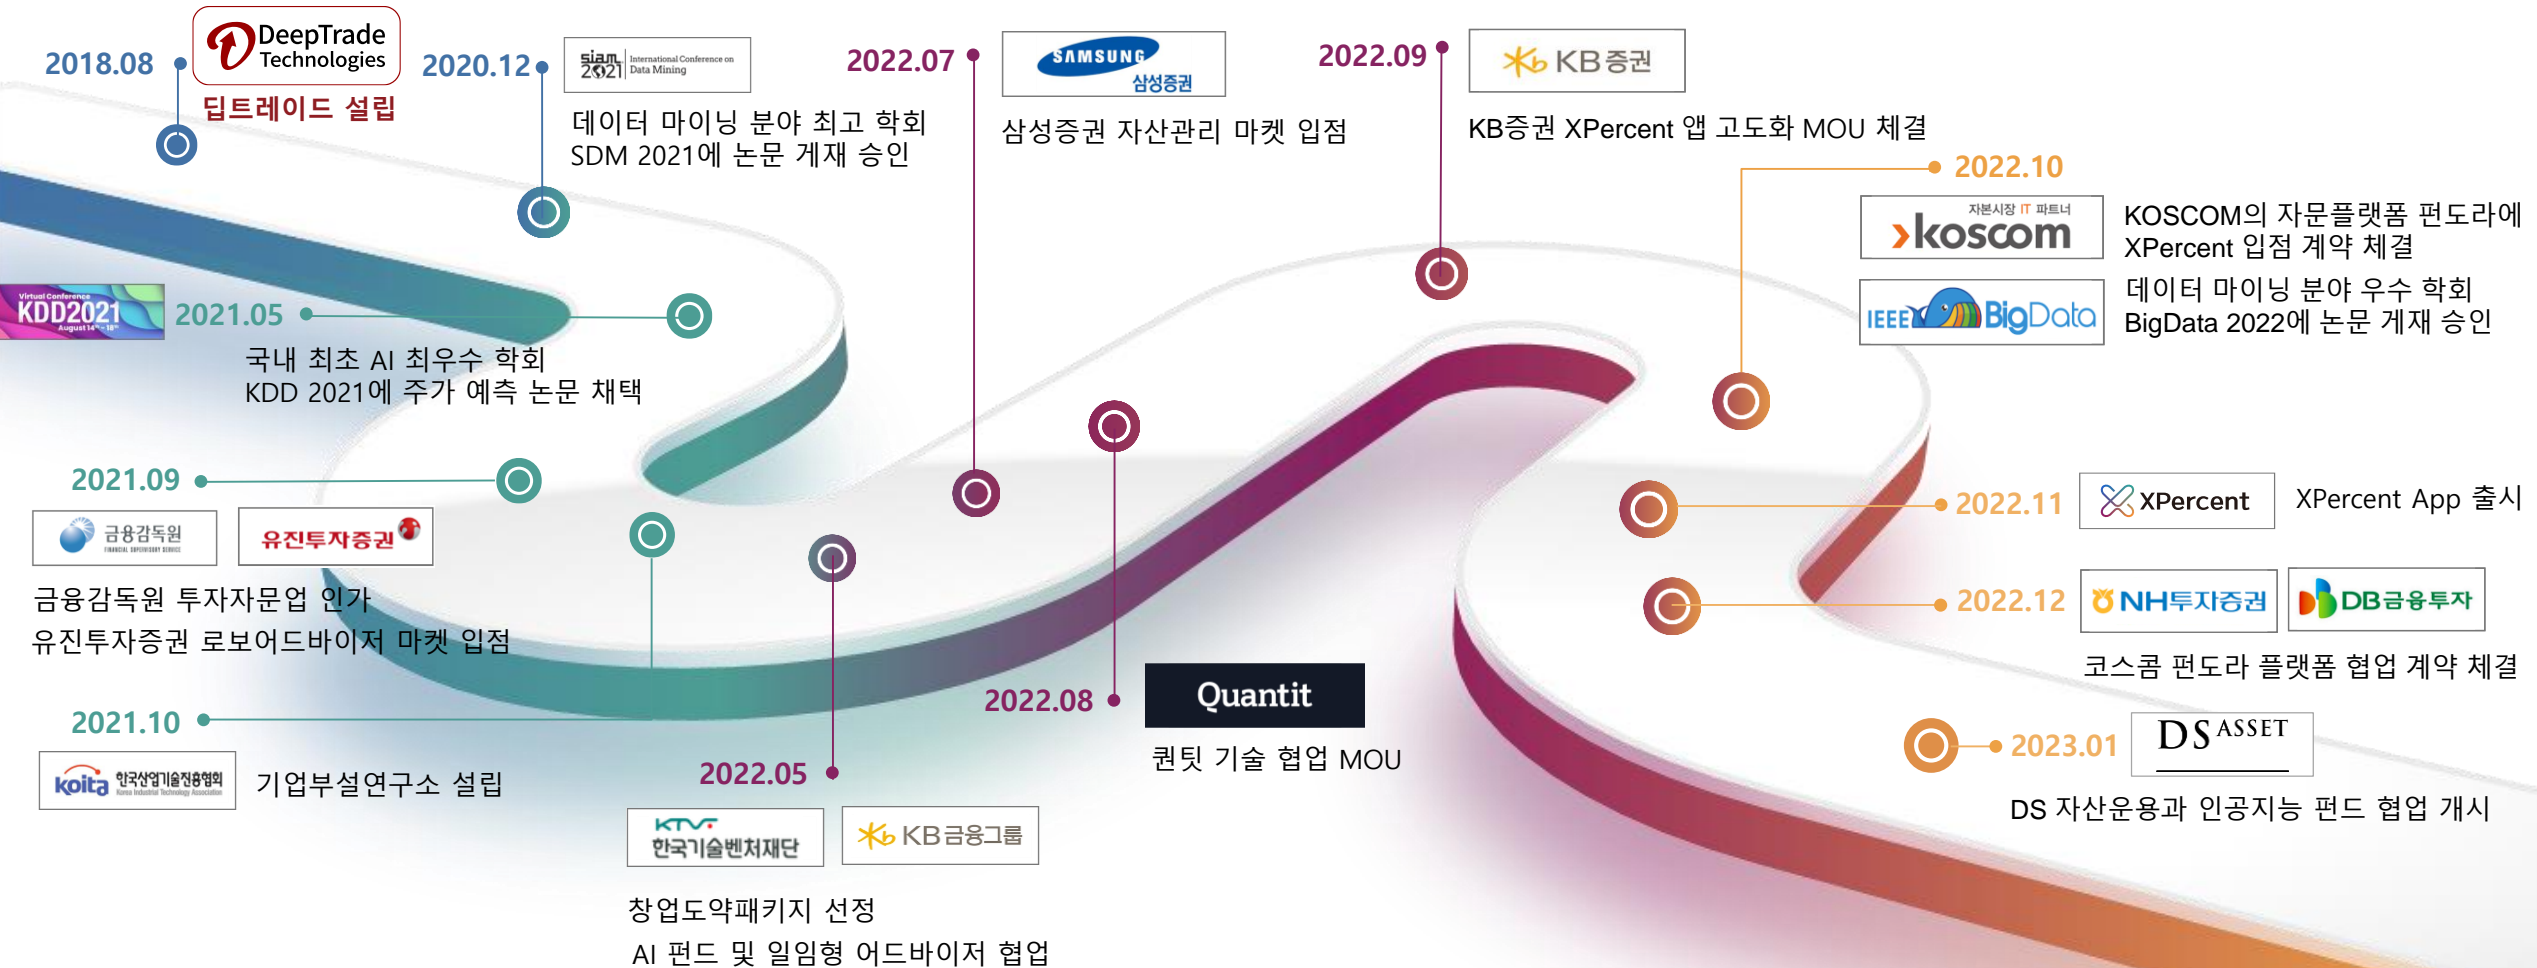 2018.08
DeepTrade
Technologies
딥트레이드 설립
2020.12
siam
2021
International Conference on
Data Mining
데이터 마이닝 분야 최고 학회
SDM 2021에 논문 게재 승인
Virtual Conference
KDD2021
August 14th - 18th
2021.05
국내 최초 AI 최우수 학회
KDD 2021에 주가 예측 논문 채택
2021.09
금융감독원
FINANCIAL SUPERVISORY SERVICE
유진투자증권
금융감독원 투자자문업 인가
유진투자증권 로보어드바이저 마켓 입점
2021.10
koita 한국산업기술진흥협회
Korea Industrial Technology Association
기업부설연구소 설립
2022.05
KTVF
한국기술벤처재단
KB금융그룹
창업도약패키지 선정
AI 펀드 및 일임형 어드바이저 협업
2022.07
SAMSUNG
삼성증권
삼성증권 자산관리 마켓 입점
2022.08
Quantit
퀀팃 기술 협업 MOU
2022.09
KB증권
KB증권 XPercent 앱 고도화 MOU 체결
2022.10
자본시장 IT 파트너
koscom
KOSCOM의 자문플랫폼 펀도라에
XPercent 입점 계약 체결
IEEE BigData
데이터 마이닝 분야 우수 학회
BigData 2022에 논문 게재 승인
2022.11
XPercent
XPercent App 출시
2022.12
NH투자증권
DB금융투자
코스콤 펀도라 플랫폼 협업 계약 체결
2023.01
DS ASSET
DS 자산운용과 인공지능 펀드 협업 개시